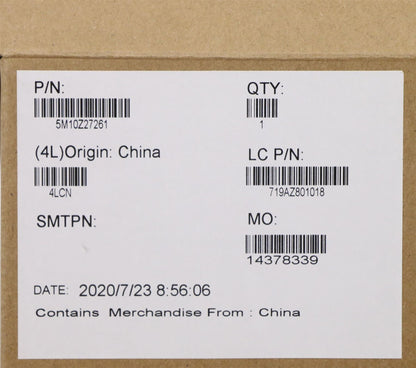 P/N:
QTY:
5M10Z27261
1
(4L)Origin: China
LC P/N:
4LCN
719AZ801018
SMTPN:
MO:
14378339
DATE: 2020/7/23 8:56:06
Contains Merchandise From : China